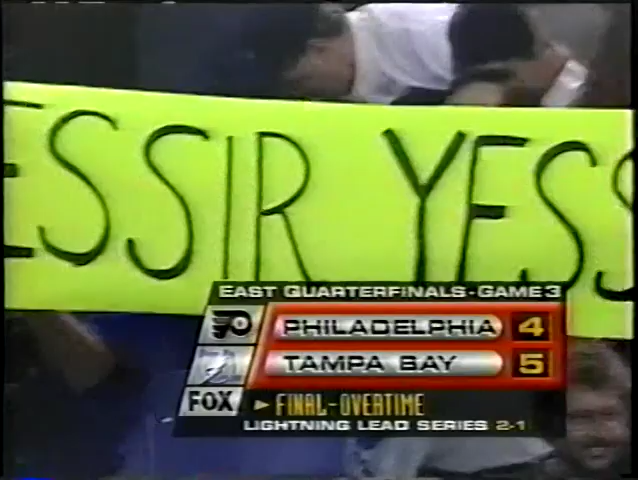 ESSIR YESS
EAST QUARTERFINALS-GAME 3
PHILADELPHIA 4
TAMPA BAY 5
FOX FINAL-OVERTIME
LIGHTNING LEAD SERIES 2-1